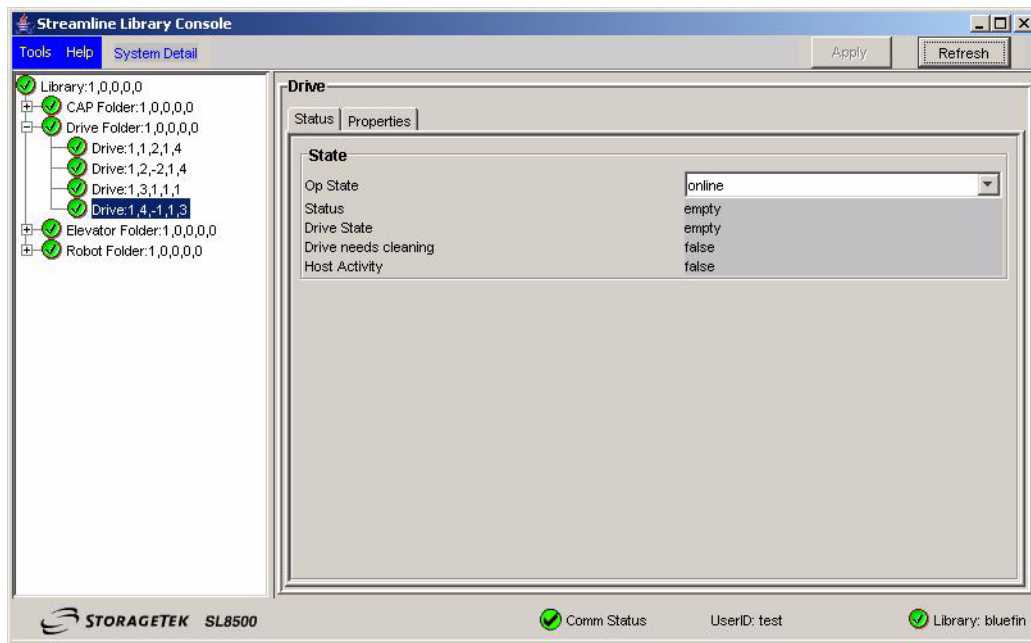 Streamline Library Console
Tools Help System Detail Apply Refresh
Library:1,0,0,0,0
CAP Folder:1,0,0,0,0
Drive Folder:1,0,0,0,0
Drive:1,1,2,1,4
Drive:1,2,-2,1,4
Drive:1,3,1,1,1
Drive:1,4,-1,1,3
Elevator Folder:1,0,0,0,0
Robot Folder:1,0,0,0,0
Drive
Status Properties
State
Op State online
Status empty
Drive State empty
Drive needs cleaning false
Host Activity false
STORAGETEK SL8500 Comm Status UserID: test Library: bluefin